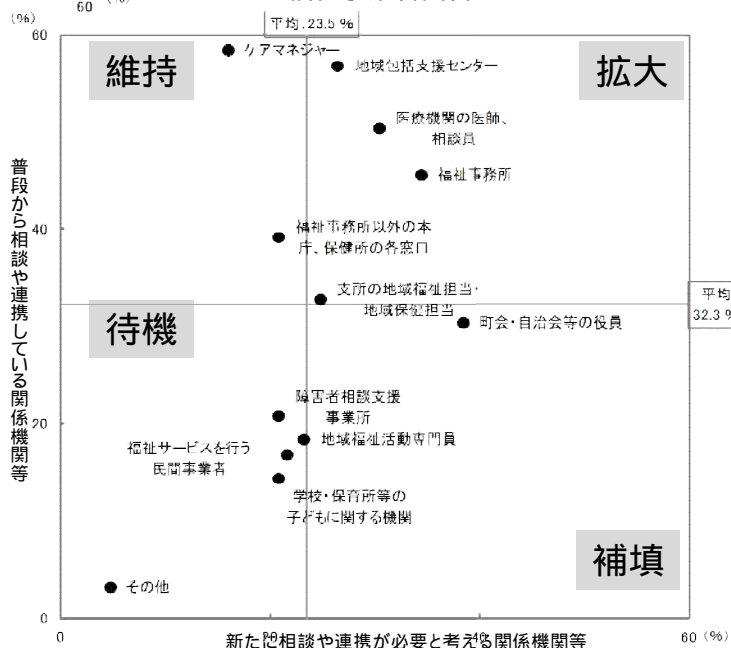 60
(%)
平均.23.5 %
60
維持
ケアマネジャー
地域包括支援センター
拡大
医療機関の医師、
相談員
福祉事務所
40
福祉事務所以外の本
庁、保健所の各窓口
支所の地域福祉担当・
地域保健担当
平均
32.3 %
待機
町会・自治会等の役員
普段から相談や連携している関係機関等
障害者相談支援
事業所
20
地域福祉活動専門員
福祉サービスを行う
民間事業者
学校・保育所等の
子どもに関する機関
補填
その他
0
0
20
40
60 (%)
新たに相談や連携が必要と考える関係機関等